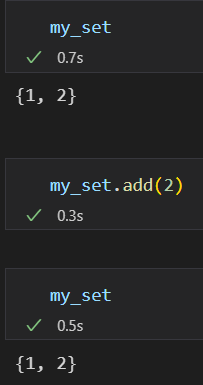 my_set
0.7s
{1, 2}
my_set.add(2)
0.3s
my_set
0.5s
{1, 2}